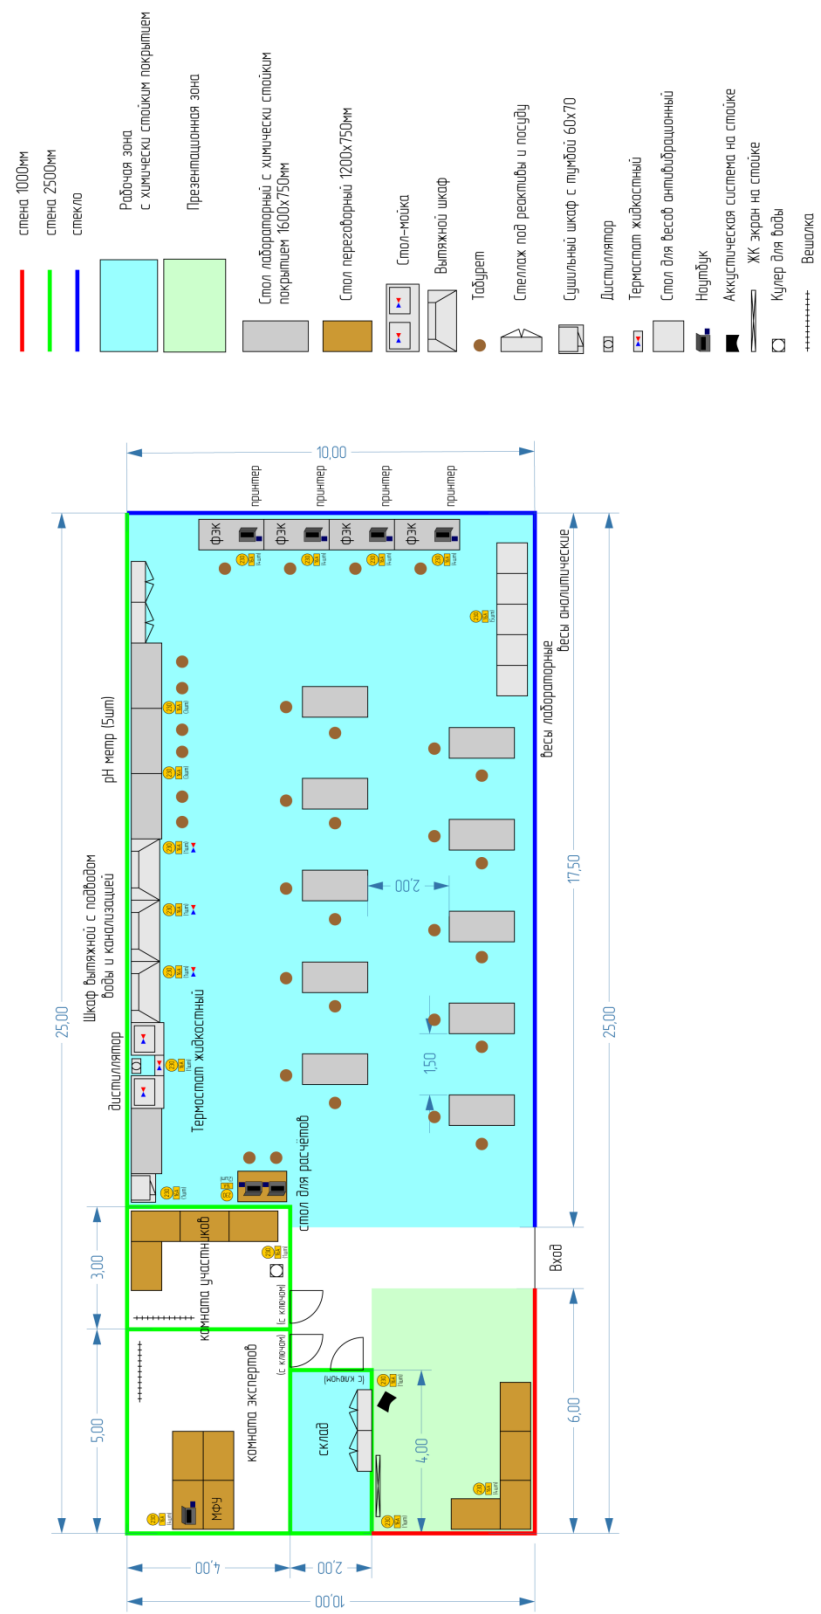 стена 1000мм
стена 2500мм
стекло
Рабочая зона
с химически стойким покрытием
Презентационная зона
Стол лабораторный с химически стойким
покрытием 1600х750мм
Стол переговорный 1200х750мм
Стол-мойка
Вытяжной шкаф
Табурет
Стеллаж под реактивы и посуду
Сушильный шкаф с тумбой 60х70
Дистиллятор
Термостат жидкостный
Стол для весов антивибрационный
Ноутбук
Аккустическая система на стойке
ЖК экран на стойке
Кулер для воды
Вешалка
10,00
принтер
принтер
принтер
принтер
ФЭК
ФЭК
ФЭК
ФЭК
25,00
рН метр (5шт)
Шкаф вытяжной с подводом
воды и канализацией
дистиллятор
Термостат жидкостный
Стол для расчётов
весы аналитические
весы лабораторные
17,50
25,00
2,00
1,50
3,00
комната участников
(с ключом)
(с ключом)
(с ключом)
Вход
5,00
комната экспертов
МФУ
склад
4,00
6,00
4,00
2,00
10,00